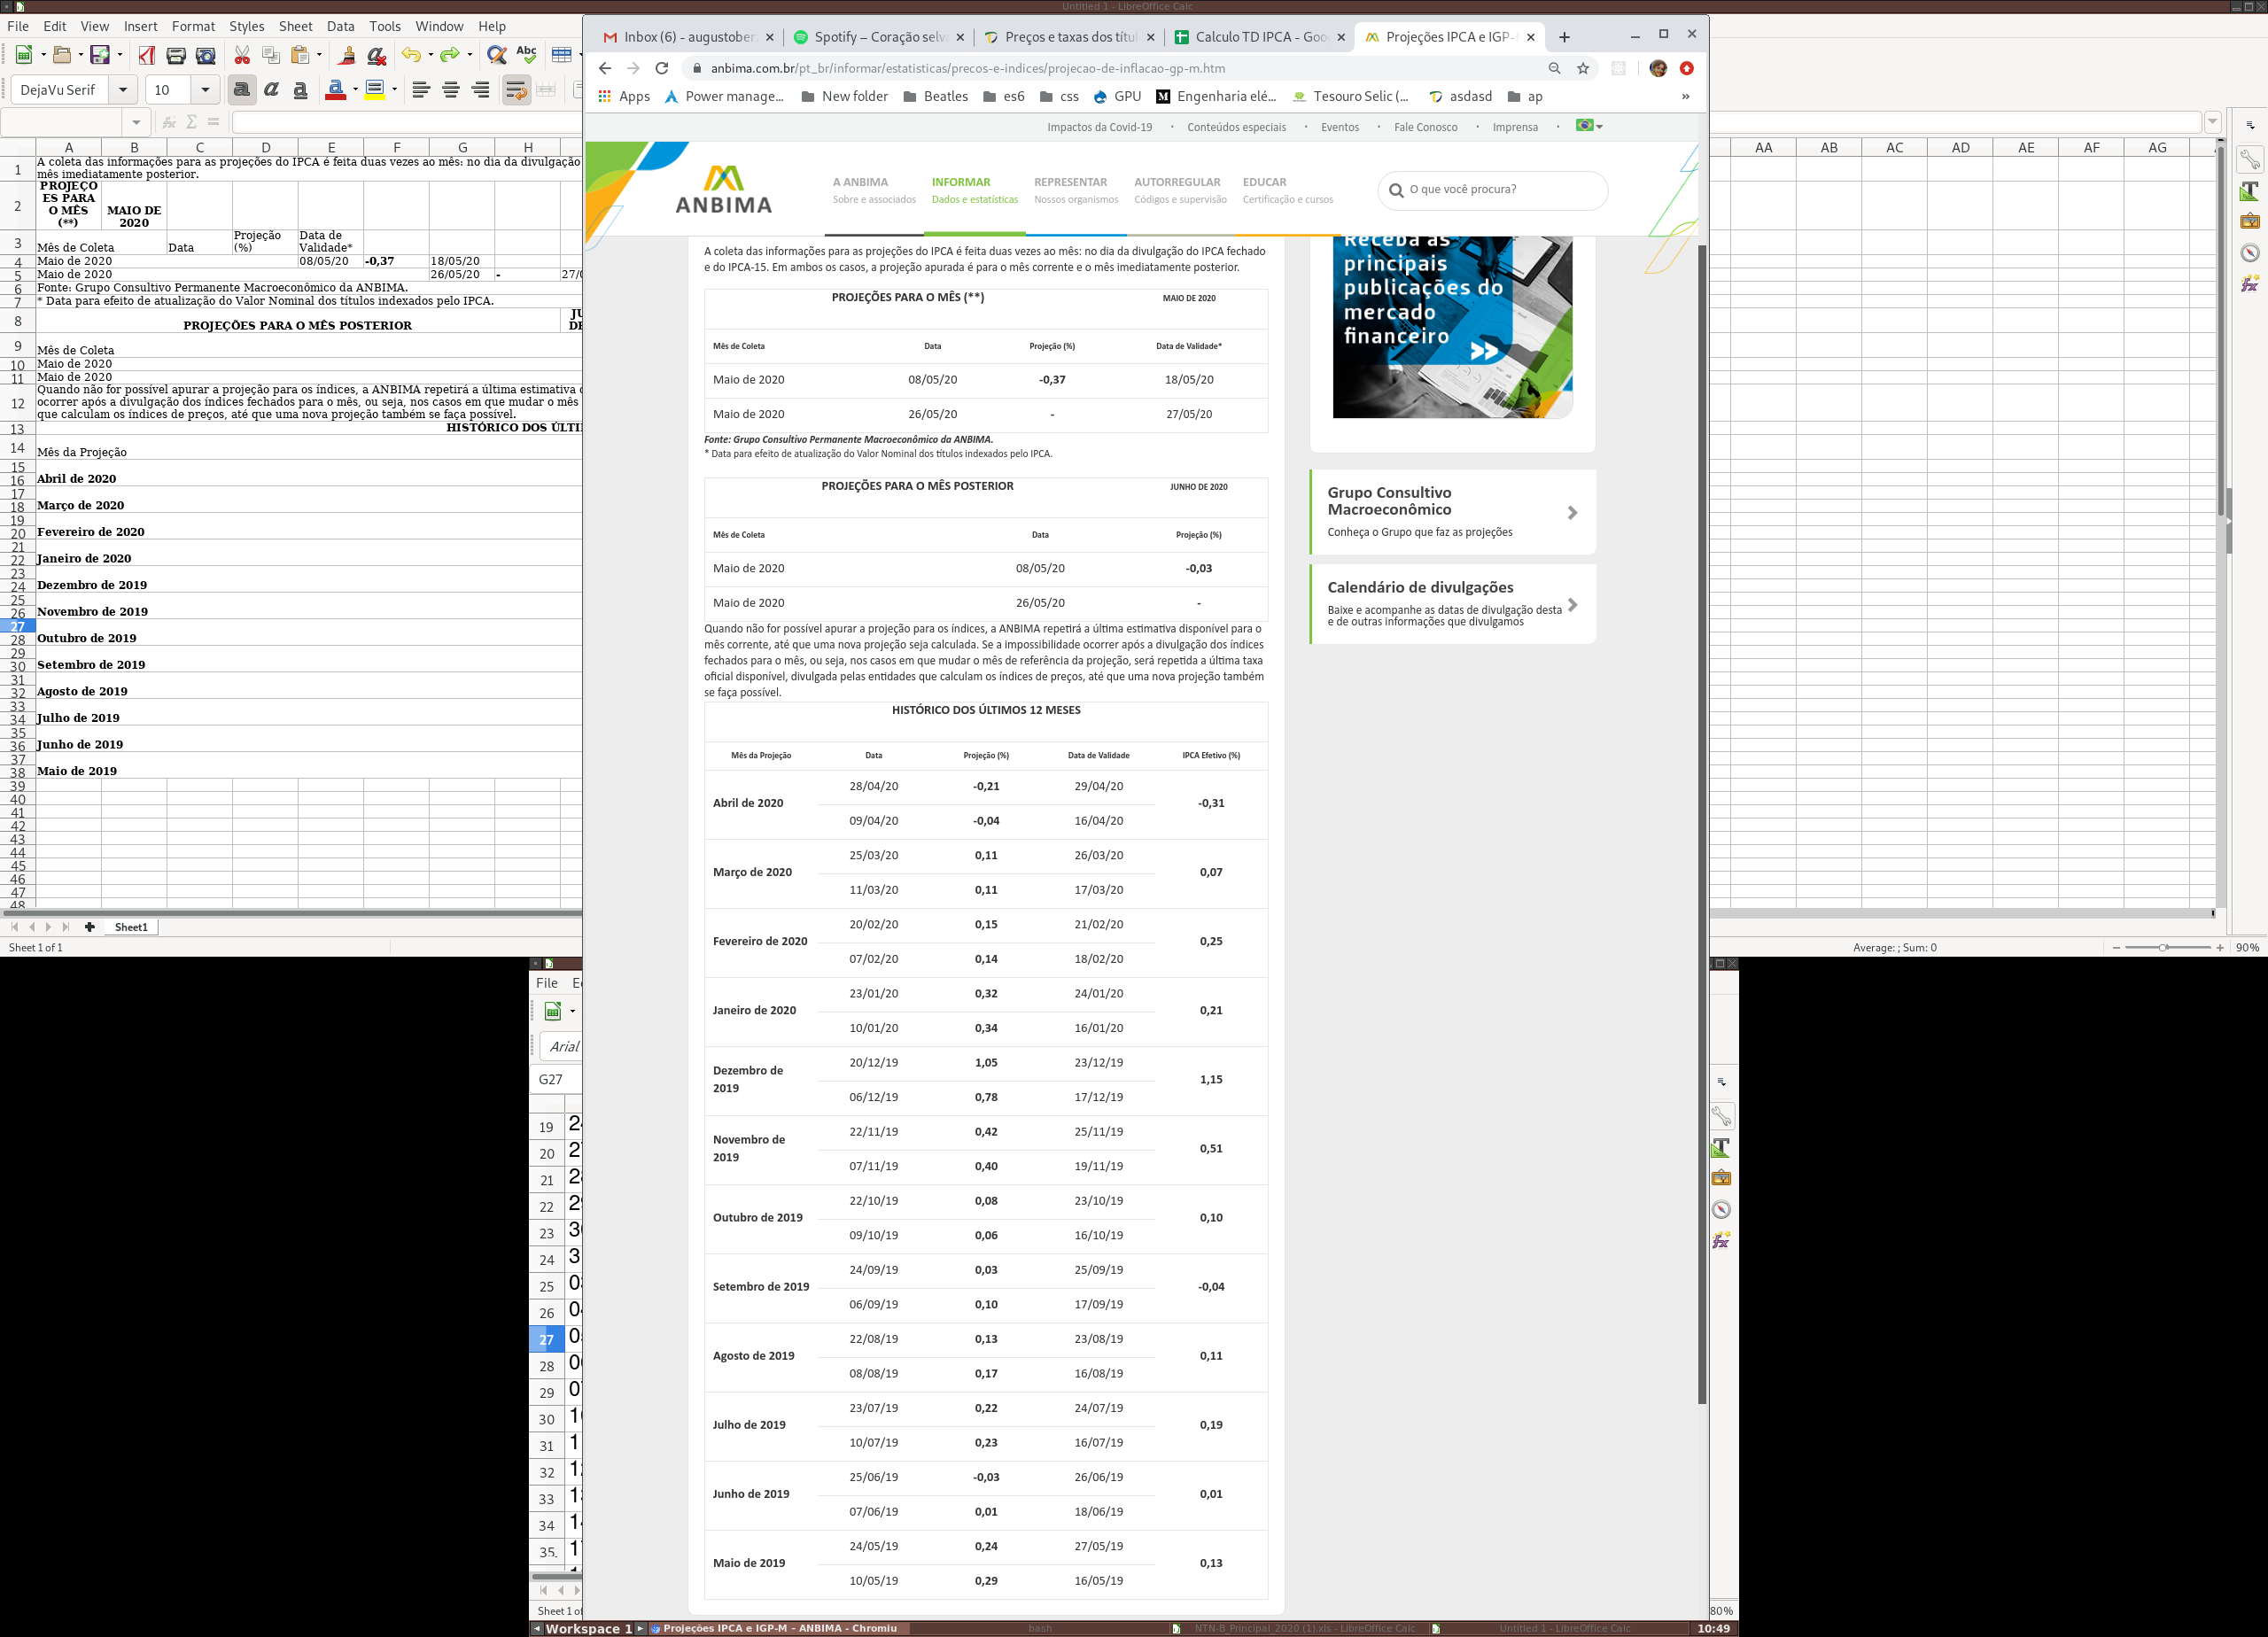 Untitled 1 - LibreOffice Calc
File Edit View Insert Format Styles Sheet Data Tools Window Help
DejaVu Serif 10
A B C D E F G H
1 A coleta das informações para as projeções do IPCA é feita duas vezes ao mês: no dia da divulgação
mês imediatamente posterior.
2 PROJEÇO
ES PARA
O MÊS
(**)
MAIO DE
2020
3 Mês de Coleta Data Projeção
(%) Data de
Validade*
4 Maio de 2020 08/05/20 -0,37 18/05/20
5 Maio de 2020 26/05/20 - 27/0
6 Fonte: Grupo Consultivo Permanente Macroeconômico da ANBIMA.
7 * Data para efeito de atualização do Valor Nominal dos títulos indexados pelo IPCA.
8 PROJEÇÕES PARA O MÊS POSTERIOR JU
DE
9 Mês de Coleta
10 Maio de 2020
11 Maio de 2020
12 Quando não for possível apurar a projeção para os índices, a ANBIMA repetirá a última estimativa
ocorrer após a divulgação dos índices fechados para o mês, ou seja, nos casos em que mudar o mês
que calculam os índices de preços, até que uma nova projeção também se faça possível.
13 HISTÓRICO DOS ÚLTI
14 Mês da Projeção
15
16 Abril de 2020
17
18 Março de 2020
19
20 Fevereiro de 2020
21
22 Janeiro de 2020
23
24 Dezembro de 2019
25
26 Novembro de 2019
27
28 Outubro de 2019
29
30 Setembro de 2019
31
32 Agosto de 2019
33
34 Julho de 2019
35
36 Junho de 2019
37
38 Maio de 2019
39
40
41
42
43
44
45
46
47
48
Sheet1
Sheet 1 of 1
Inbox (6) - augustober
Spotify – Coração selv
Preços e taxas dos títul
Calculo TD IPCA - Goo
Projeções IPCA e IGP-
anbima.com.br/pt_br/informar/estatisticas/precos-e-indices/projecao-de-inflacao-gp-m.htm
Apps Power manage... New folder Beatles es6 css GPU Engenharia elé... Tesouro Selic (... asdasd ap »
Impactos da Covid-19 • Conteúdos especiais • Eventos • Fale Conosco • Imprensa •
ANBIMA
A ANBIMA
Sobre e associados
INFORMAR
Dados e estatísticas
REPRESENTAR
Nossos organismos
AUTORREGULAR
Códigos e supervisão
EDUCAR
Certificação e cursos
O que você procura?
A coleta das informações para as projeções do IPCA é feita duas vezes ao mês: no dia da divulgação do IPCA fechado
e do IPCA-15. Em ambos os casos, a projeção apurada é para o mês corrente e o mês imediatamente posterior.
PROJEÇÕES PARA O MÊS (**) MAIO DE 2020
Mês de Coleta Data Projeção (%) Data de Validade*
Maio de 2020 08/05/20 -0,37 18/05/20
Maio de 2020 26/05/20 - 27/05/20
Fonte: Grupo Consultivo Permanente Macroeconômico da ANBIMA.
* Data para efeito de atualização do Valor Nominal dos títulos indexados pelo IPCA.
PROJEÇÕES PARA O MÊS POSTERIOR JUNHO DE 2020
Mês de Coleta Data Projeção (%)
Maio de 2020 08/05/20 -0,03
Maio de 2020 26/05/20 -
Quando não for possível apurar a projeção para os índices, a ANBIMA repetirá a última estimativa disponível para o
mês corrente, até que uma nova projeção seja calculada. Se a impossibilidade ocorrer após a divulgação dos índices
fechados para o mês, ou seja, nos casos em que mudar o mês de referência da projeção, será repetida a última taxa
oficial disponível, divulgada pelas entidades que calculam os índices de preços, até que uma nova projeção também
se faça possível.
HISTÓRICO DOS ÚLTIMOS 12 MESES
Mês da Projeção Data Projeção (%) Data de Validade IPCA Efetivo (%)
Abril de 2020 28/04/20 -0,21 29/04/20 -0,31
09/04/20 -0,04 16/04/20
Março de 2020 25/03/20 0,11 26/03/20 0,07
11/03/20 0,11 17/03/20
Fevereiro de 2020 20/02/20 0,15 21/02/20 0,25
07/02/20 0,14 18/02/20
Janeiro de 2020 23/01/20 0,32 24/01/20 0,21
10/01/20 0,34 16/01/20
Dezembro de
2019 20/12/19 1,05 23/12/19 1,15
06/12/19 0,78 17/12/19
Novembro de
2019 22/11/19 0,42 25/11/19 0,51
07/11/19 0,40 19/11/19
Outubro de 2019 22/10/19 0,08 23/10/19 0,10
09/10/19 0,06 16/10/19
Setembro de 2019 24/09/19 0,03 25/09/19 -0,04
06/09/19 0,10 17/09/19
Agosto de 2019 22/08/19 0,13 23/08/19 0,11
08/08/19 0,17 16/08/19
Julho de 2019 23/07/19 0,22 24/07/19 0,19
10/07/19 0,23 16/07/19
Junho de 2019 25/06/19 -0,03 26/06/19 0,01
07/06/19 0,01 18/06/19
Maio de 2019 24/05/19 0,24 27/05/19 0,13
10/05/19 0,29 16/05/19
Receba as
principais
publicações do
mercado
financeiro
»
Grupo Consultivo
Macroeconômico
Conheça o Grupo que faz as projeções
Calendário de divulgações
Baixe e acompanhe as datas de divulgação desta
e de outras informações que divulgamos
AA AB AC AD AE AF AG
Average: ; Sum: 0 90%
File
Arial
G27
19
20
21
22
23
24
25
26
27
28
29
30
31
32
33
34
35
Sheet 1 of
80%
Workspace 1 Projeções IPCA e IGP-M – ANBIMA - Chromiu bash NTN-B_Principal_2020 (1).xls - LibreOffice Calc Untitled 1 - LibreOffice Calc 10:49